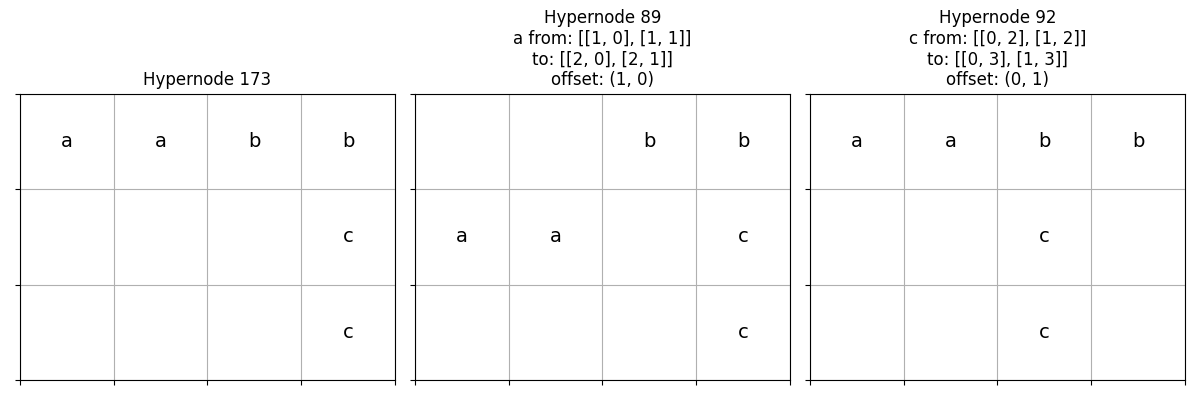 Hypernode 173
a a b b
c
c
Hypernode 89
a from: [[1, 0], [1, 1]]
to: [[2, 0], [2, 1]]
offset: (1, 0)
b b
a a c
c
Hypernode 92
c from: [[0, 2], [1, 2]]
to: [[0, 3], [1, 3]]
offset: (0, 1)
a a b b
c
c